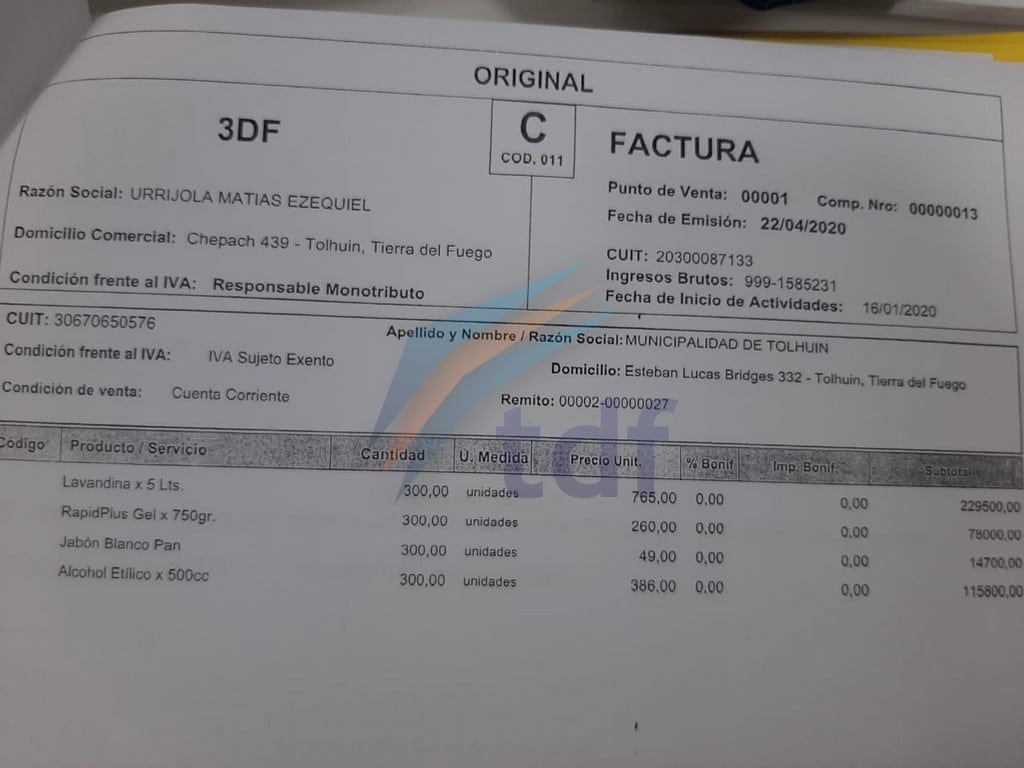 ORIGINAL
3DF
C
COD. 011
FACTURA
Razón Social: URRIJOLA MATIAS EZEQUIEL
Domicilio Comercial: Chepach 439 - Tolhuin, Tierra del Fuego
Condición frente al IVA: Responsable Monotributo
Punto de Venta: 00001 Comp. Nro: 00000013
Fecha de Emisión: 22/04/2020
CUIT: 20300087133
Ingresos Brutos: 999-1585231
Fecha de Inicio de Actividades: 16/01/2020
CUIT: 30670650576
Apellido y Nombre / Razón Social: MUNICIPALIDAD DE TOLHUIN
Condición frente al IVA: IVA Sujeto Exento
Domicilio: Esteban Lucas Bridges 332 - Tolhuin, Tierra del Fuego
Condición de venta: Cuenta Corriente
Remito: 00002-00000027
tdf
Código Producto / Servicio Cantidad U. Medida Precio Unit. % Bonif Imp. Bonif. Subtotal
Lavandina x 5 Lts. 300,00 unidades 765,00 0,00 0,00 229500,00
RapidPlus Gel x 750gr. 300,00 unidades 260,00 0,00 0,00 78000,00
Jabón Blanco Pan 300,00 unidades 49,00 0,00 0,00 14700,00
Alcohol Etílico x 500cc 300,00 unidades 386,00 0,00 0,00 115800,00